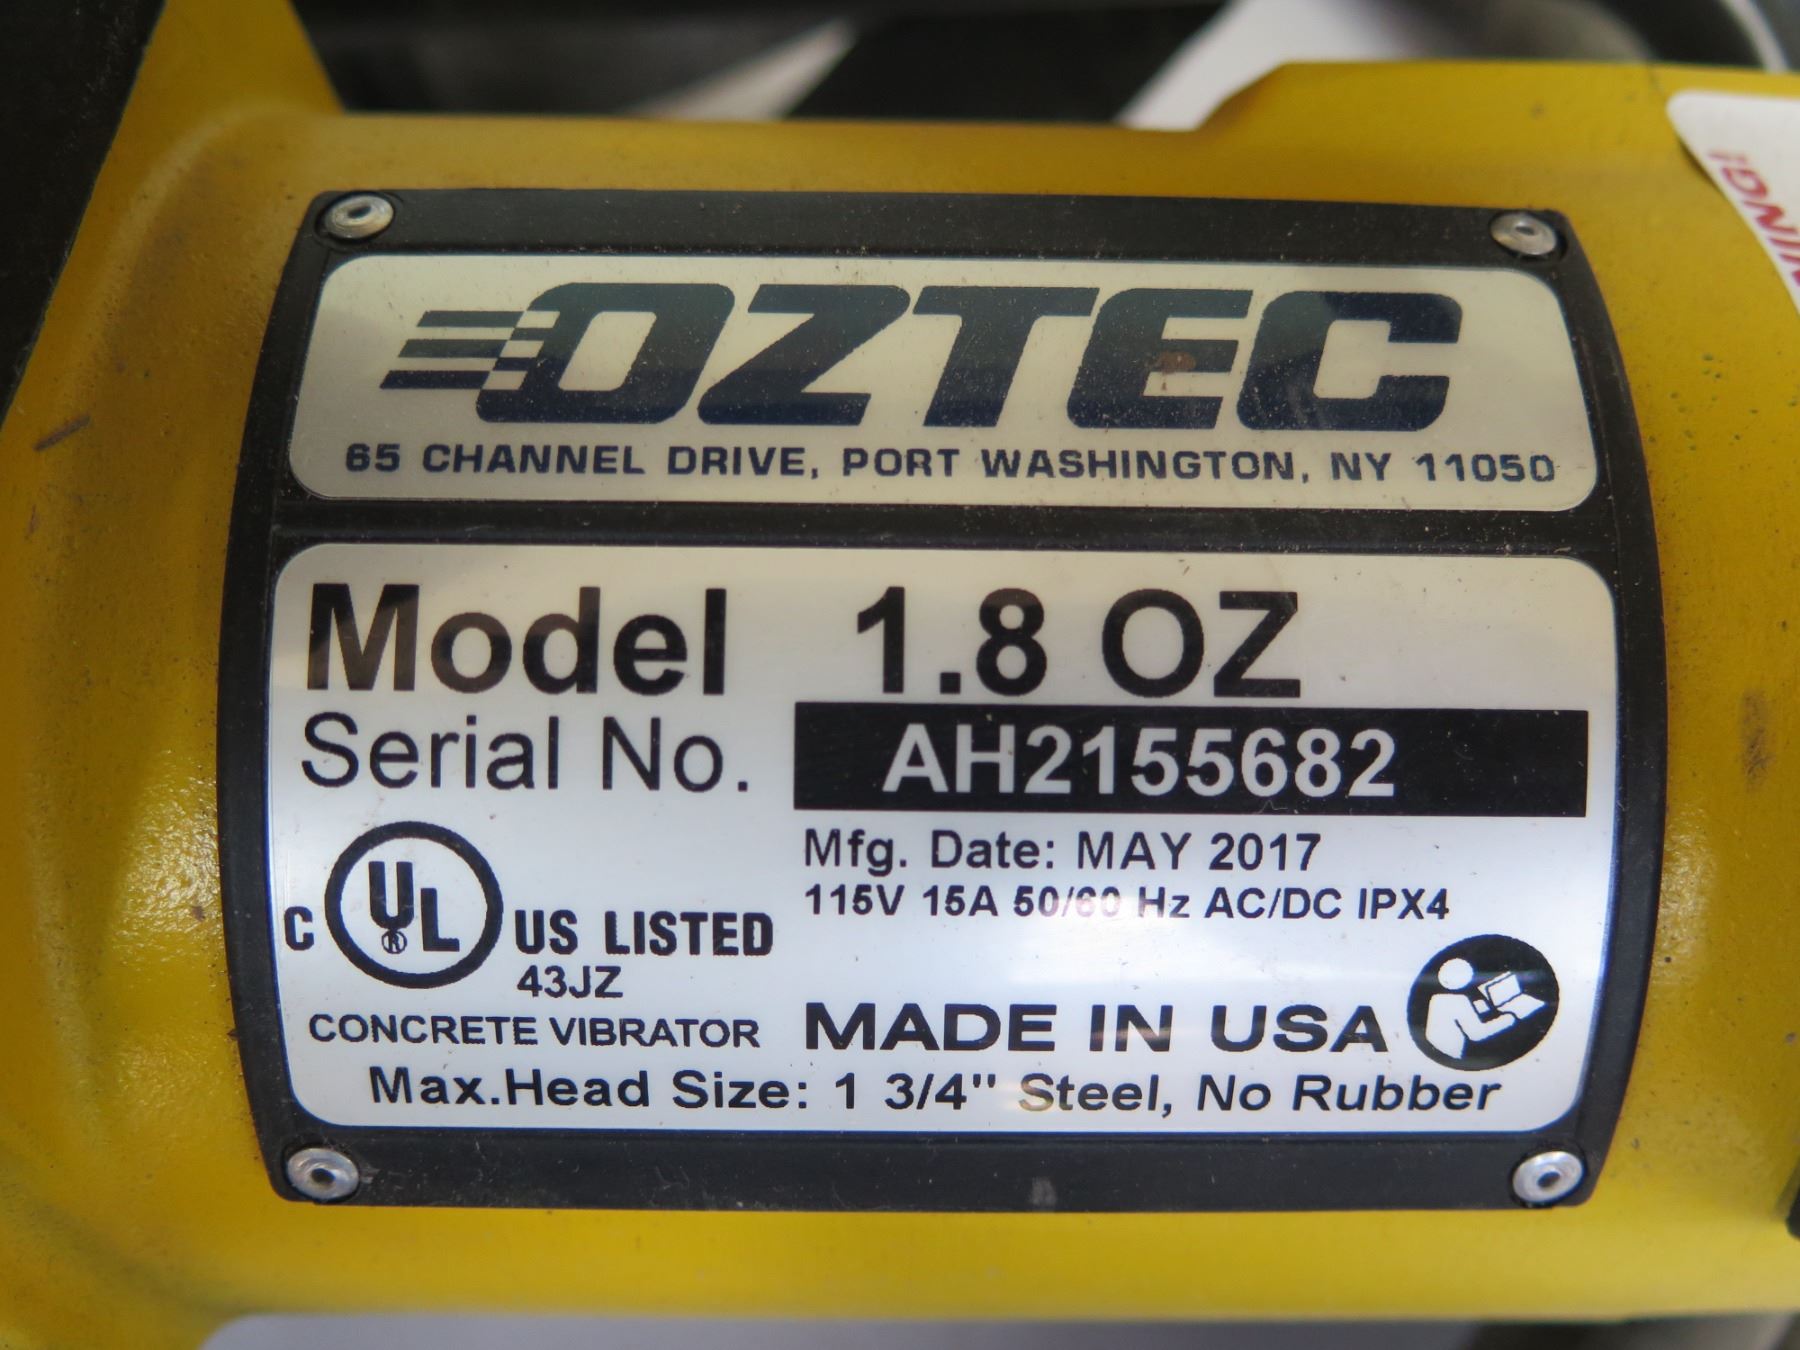 OZTEC
65 CHANNEL DRIVE, PORT WASHINGTON, NY 11050
Model 1.8 OZ
Serial No. AH2155682
Mfg. Date: MAY 2017
115V 15A 50/60 Hz AC/DC IPX4
C UL ® US LISTED
43JZ
CONCRETE VIBRATOR
MADE IN USA
Max.Head Size: 1 3/4" Steel, No Rubber